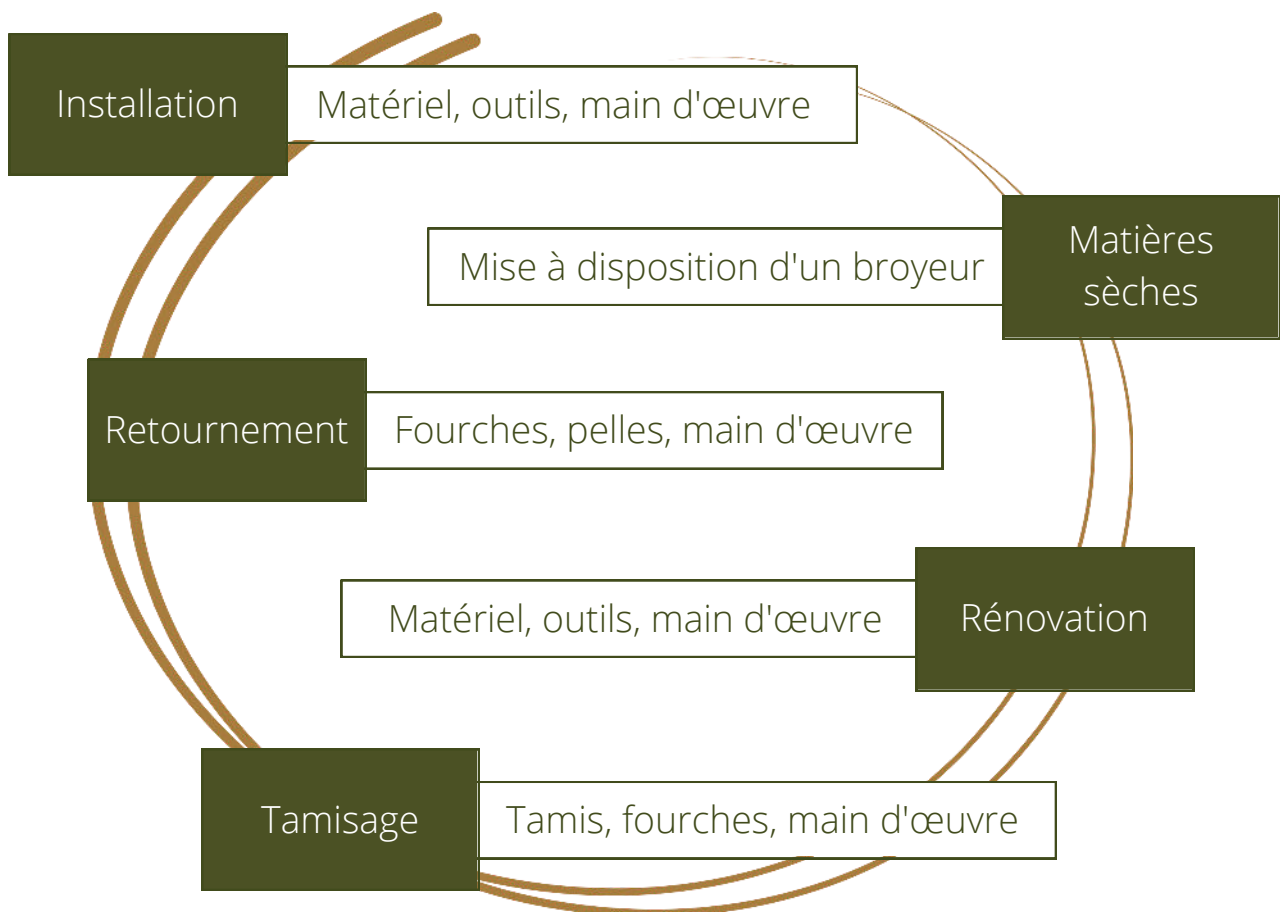 Installation
Matériel, outils, main d'œuvre
Mise à disposition d'un broyeur
Matières
sèches
Retournement
Fourches, pelles, main d'œuvre
Matériel, outils, main d'œuvre
Rénovation
Tamisage
Tamis, fourches, main d'œuvre